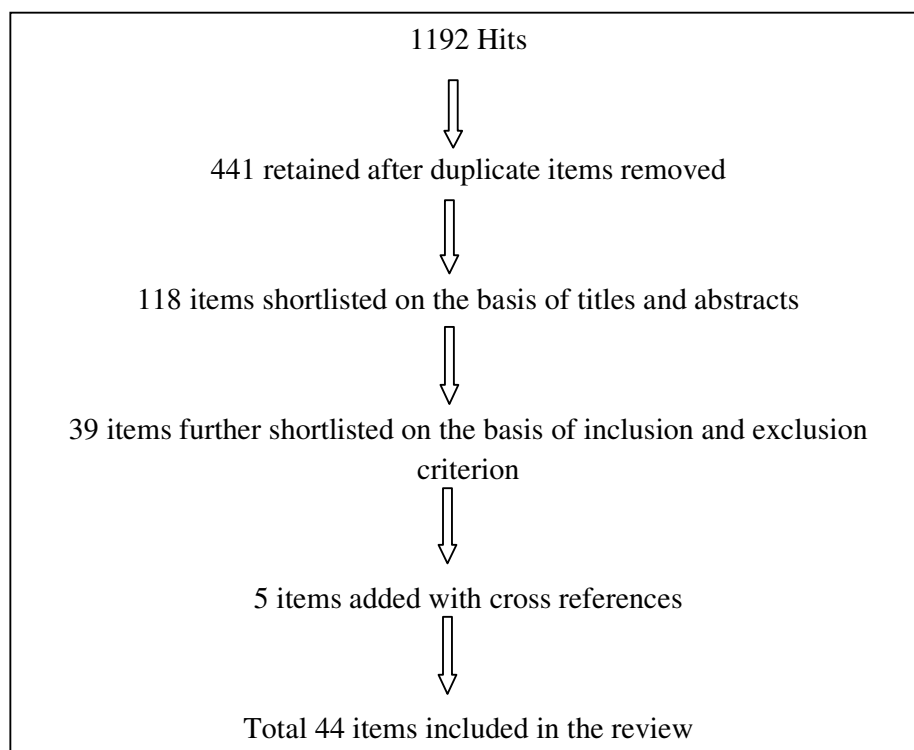 1192 Hits
441 retained after duplicate items removed
118 items shortlisted on the basis of titles and abstracts
39 items further shortlisted on the basis of inclusion and exclusion
criterion
5 items added with cross references
Total 44 items included in the review